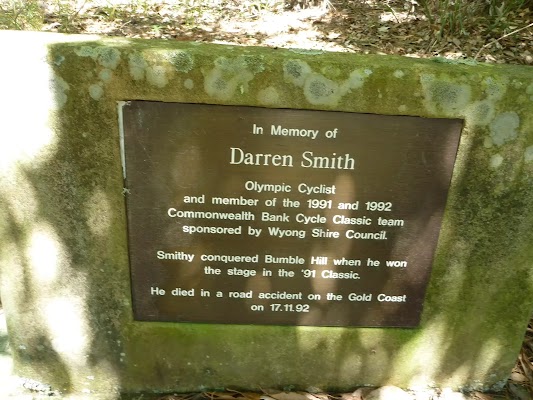 In Memory of
Darren Smith
Olympic Cyclist
and member of the 1991 and 1992
Commonwealth Bank Cycle Classic team
sponsored by Wyong Shire Council.
Smithy conquered Bumble Hill when he won
the stage in the '91 Classic.
He died in a road accident on the Gold Coast
on 17.11.92